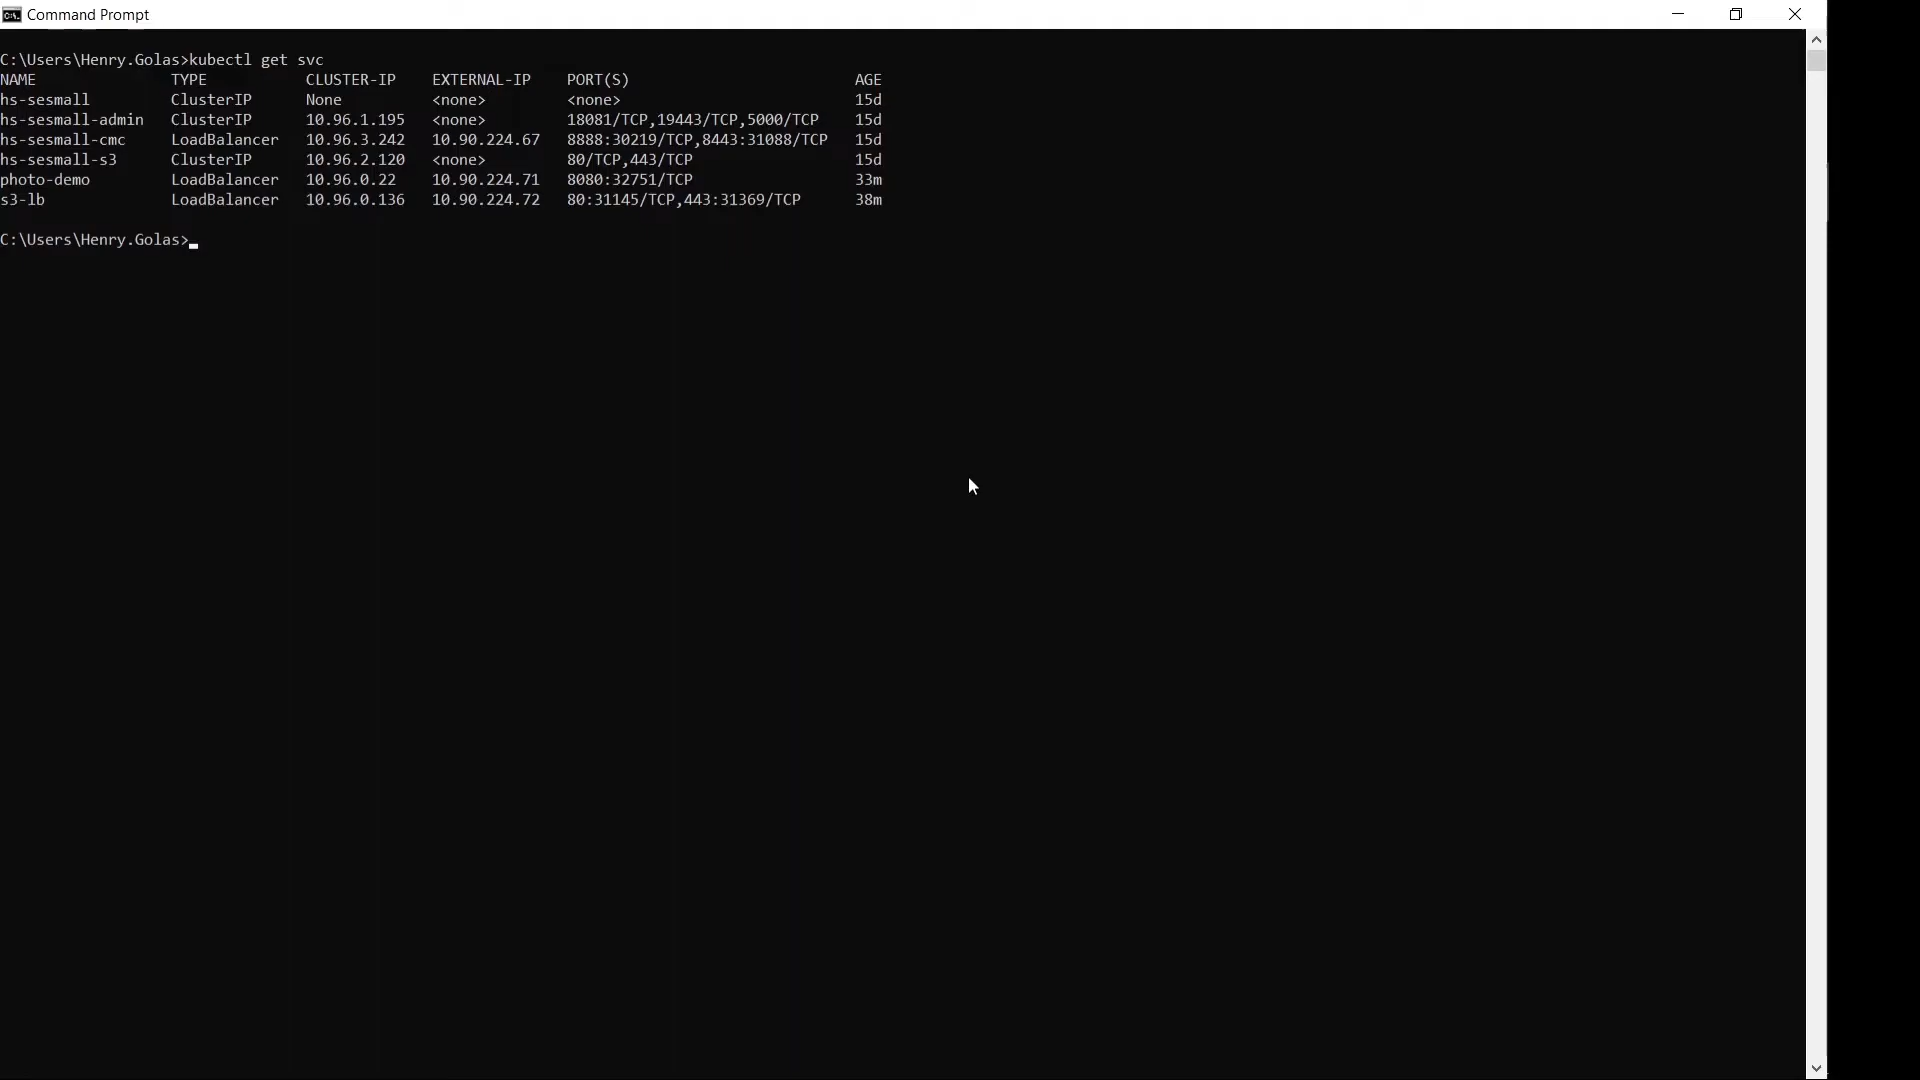 Command Prompt
C:\Users\Henry.Golas>kubectl get svc
NAME TYPE CLUSTER-IP EXTERNAL-IP PORT(S) AGE
hs-sesmall ClusterIP None <none> <none> 15d
hs-sesmall-admin ClusterIP 10.96.1.195 <none> 18081/TCP,19443/TCP,5000/TCP 15d
hs-sesmall-cmc LoadBalancer 10.96.3.242 10.90.224.67 8888:30219/TCP,8443:31088/TCP 15d
hs-sesmall-s3 ClusterIP 10.96.2.120 <none> 80/TCP,443/TCP 15d
photo-demo LoadBalancer 10.96.0.22 10.90.224.71 8080:32751/TCP 33m
s3-lb LoadBalancer 10.96.0.136 10.90.224.72 80:31145/TCP,443:31369/TCP 38m
C:\Users\Henry.Golas>